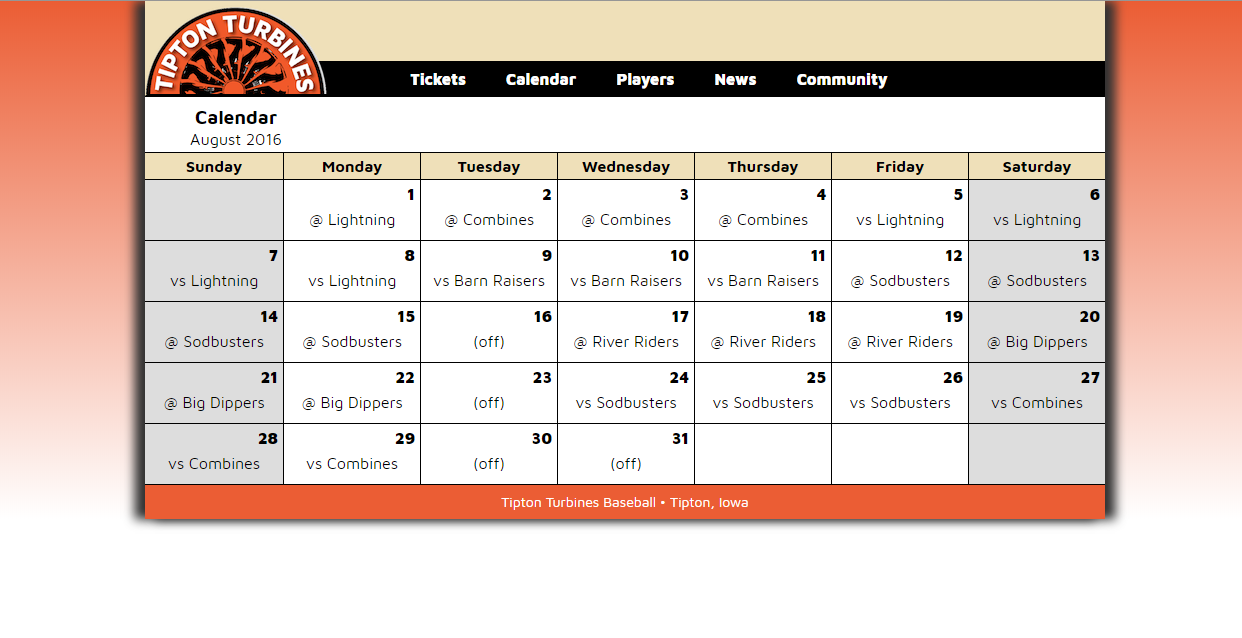 TIPTON TURBINES
Tickets Calendar Players News Community
Calendar
August 2016
Sunday Monday Tuesday Wednesday Thursday Friday Saturday
1 2 3 4 5 6
@ Lightning @ Combines @ Combines @ Combines vs Lightning vs Lightning
7 8 9 10 11 12 13
vs Lightning vs Lightning vs Barn Raisers vs Barn Raisers vs Barn Raisers @ Sodbusters @ Sodbusters
14 15 16 17 18 19 20
@ Sodbusters @ Sodbusters (off) @ River Riders @ River Riders @ River Riders @ Big Dippers
21 22 23 24 25 26 27
@ Big Dippers @ Big Dippers (off) vs Sodbusters vs Sodbusters vs Sodbusters vs Combines
28 29 30 31
vs Combines vs Combines (off) (off)
Tipton Turbines Baseball • Tipton, Iowa